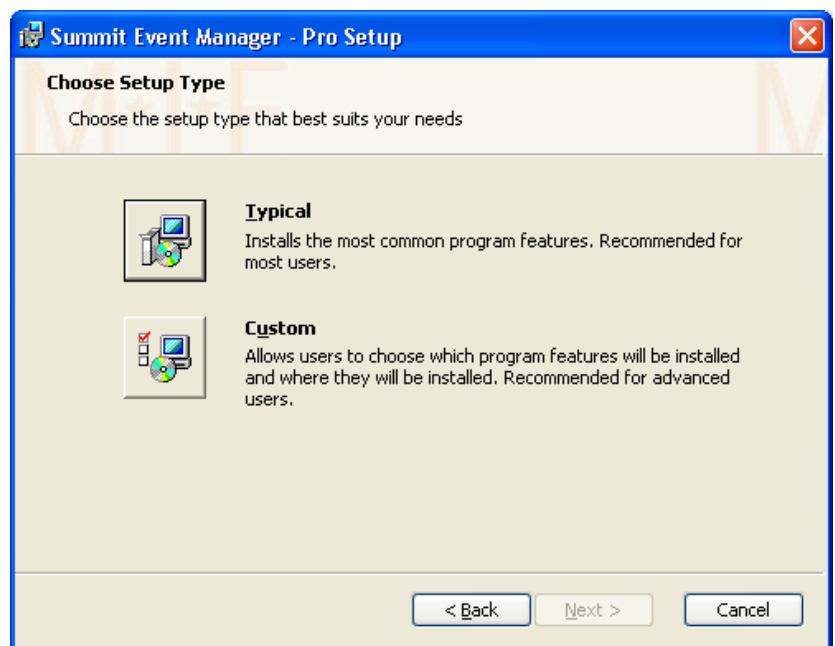 Summit Event Manager - Pro Setup
Choose Setup Type
Choose the setup type that best suits your needs
Typical
Installs the most common program features. Recommended for
most users.
Custom
Allows users to choose which program features will be installed
and where they will be installed. Recommended for advanced
users.
< Back
Next >
Cancel